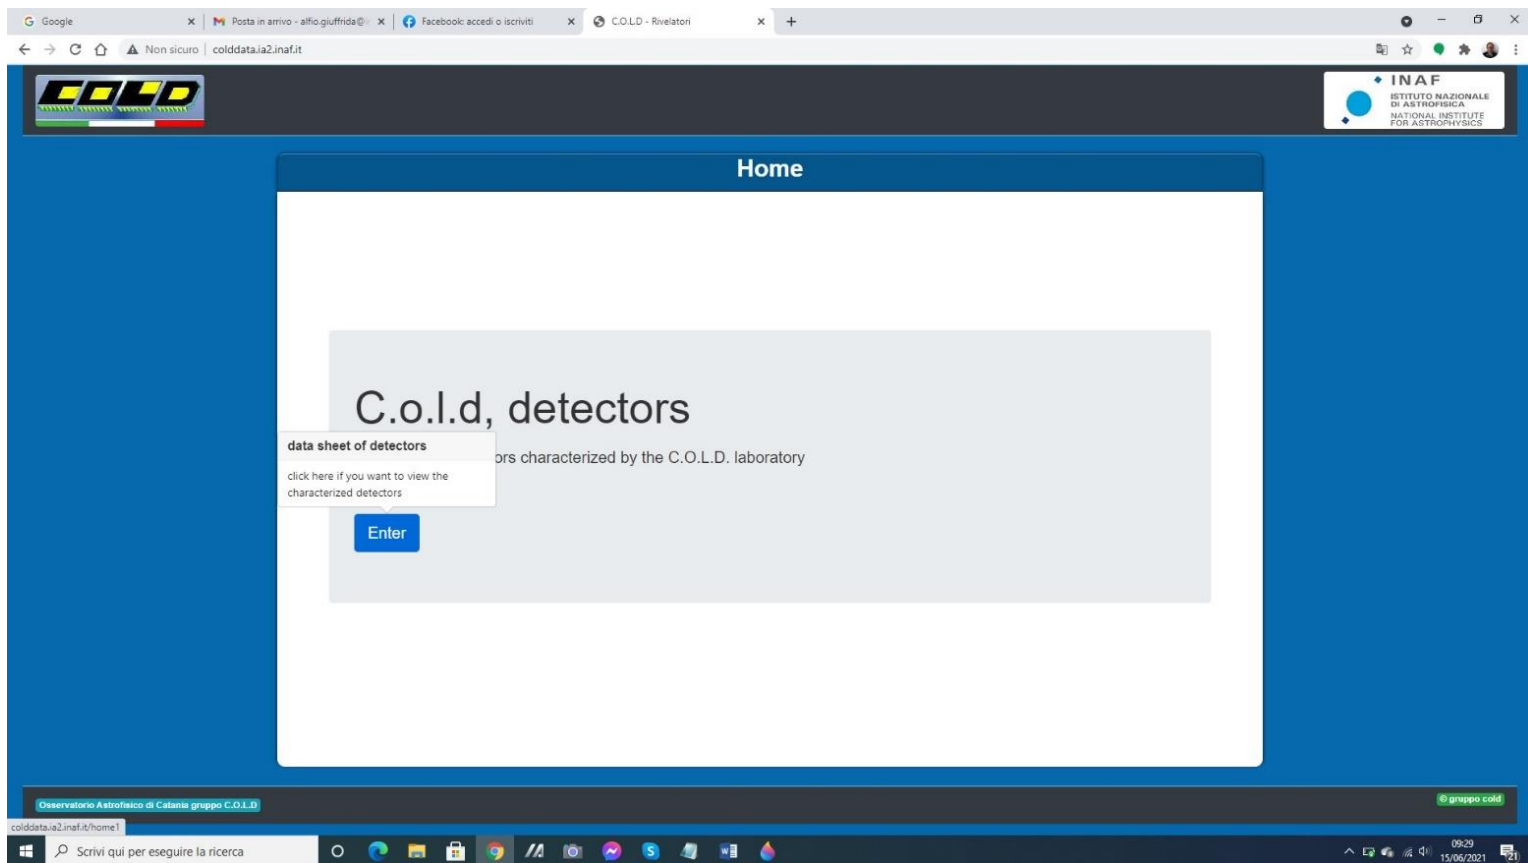 Google
Posta in arrivo - alfio.giuffrida@
Facebook: accedi o iscriviti
C.O.L.D - Rivelatori
Non sicuro | colddata.ia2.inaf.it
COLD
INAF
ISTITUTO NAZIONALE
DI ASTROFISICA
NATIONAL INSTITUTE
FOR ASTROPHYSICS
Home
C.o.l.d, detectors
data sheet of detectors
ors characterized by the C.O.L.D. laboratory
click here if you want to view the
characterized detectors
Enter
Osservatorio Astrofisico di Catania gruppo C.O.L.D
© gruppo cold
colddata.ia2.inaf.it/home1
Scrivi qui per eseguire la ricerca
09:29
15/06/2021
21